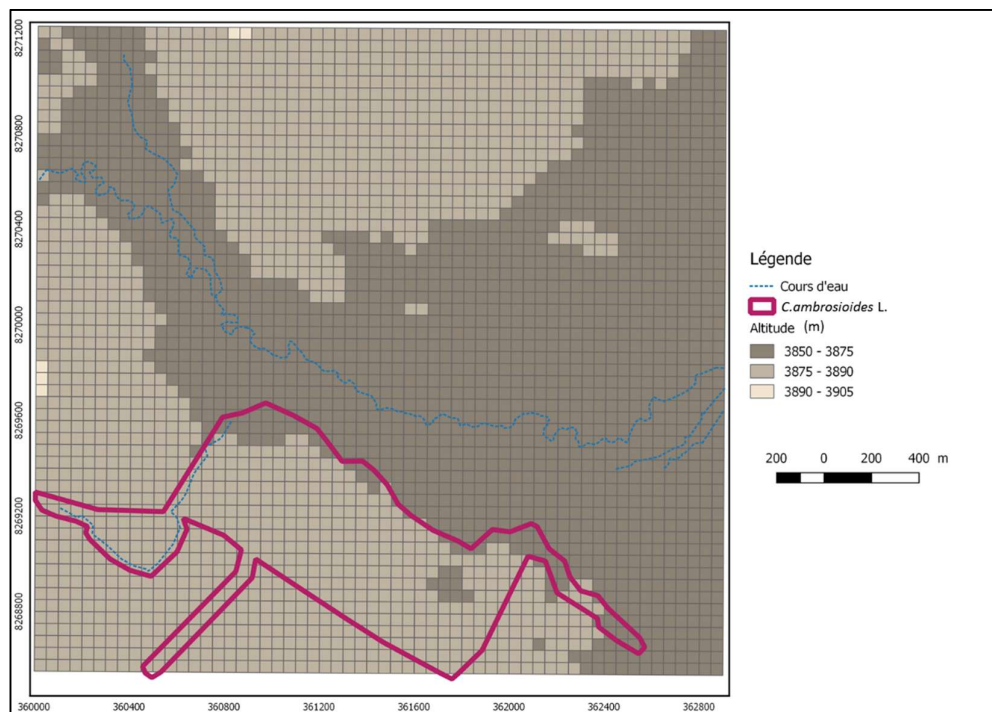 8271200
8270800
8270400
8270000
8269600
8269200
8268800
360000 360400 360800 361200 361600 362000 362400 362800
Légende
Cours d'eau
C.ambrosioides L.
Altitude (m)
3850 - 3875
3875 - 3890
3890 - 3905
200 0 200 400 m